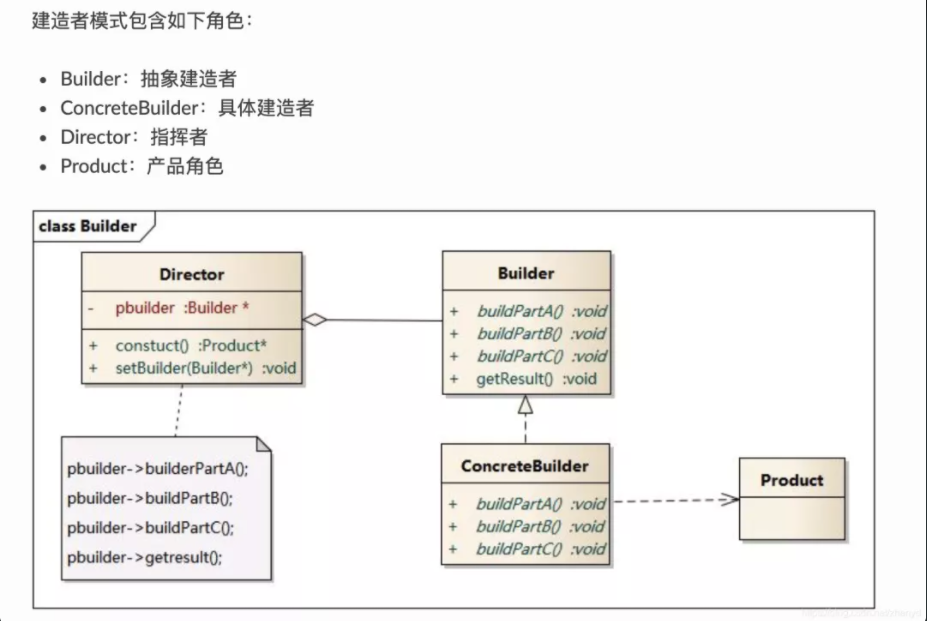 建造者模式包含如下角色：
• Builder：抽象建造者
• ConcreteBuilder：具体建造者
• Director：指挥者
• Product：产品角色
class Builder
Director
- pbuilder :Builder *
+ constuct() :Product*
+ setBuilder(Builder*) :void
Builder
+ buildPartA() :void
+ buildPartB() :void
+ buildPartC() :void
+ getResult() :void
pbuilder->builderPartA();
pbuilder->buildPartB();
pbuilder->buildPartC();
pbuilder->getresult();
ConcreteBuilder
+ buildPartA() :void
+ buildPartB() :void
+ buildPartC() :void
Product